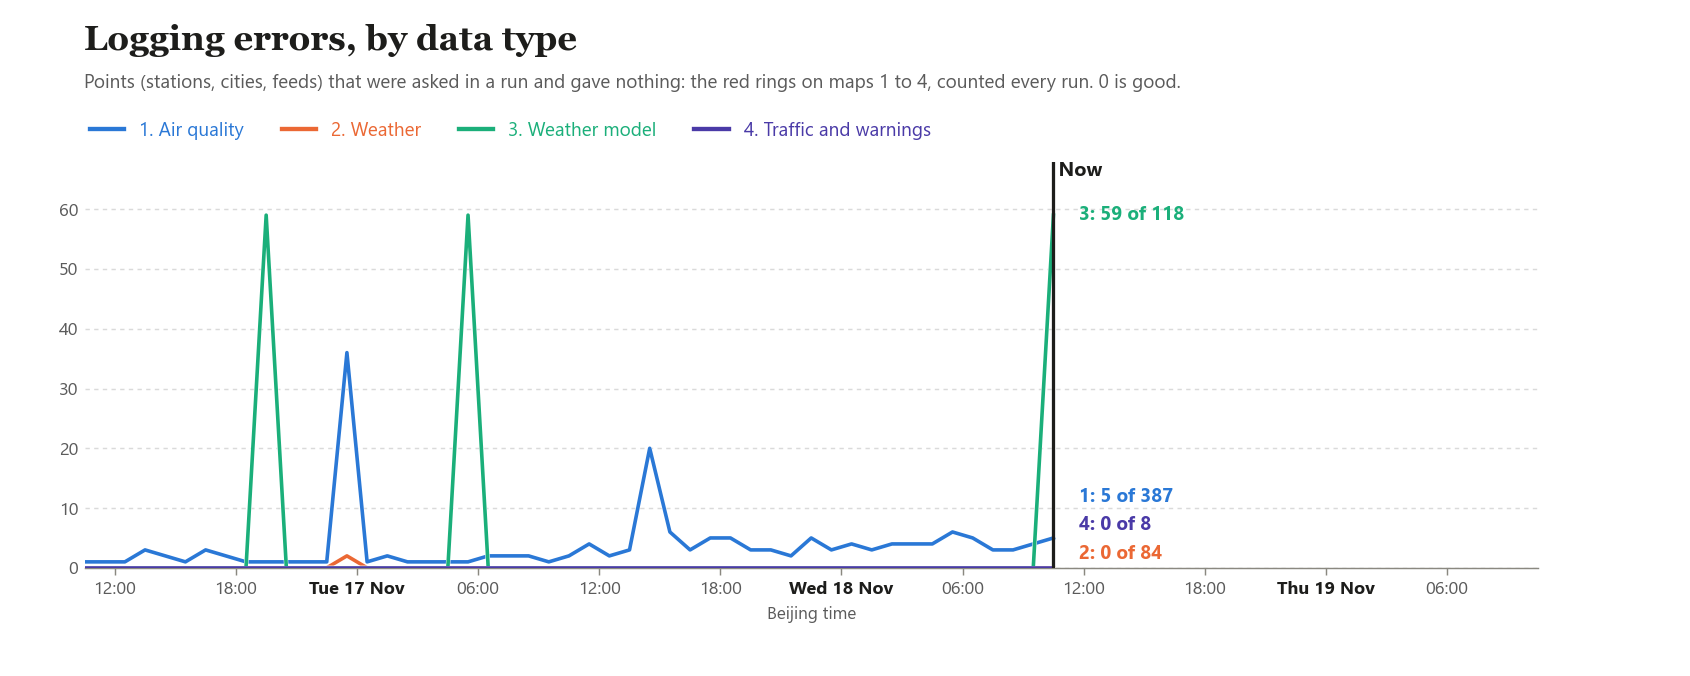 Logging errors, by data type
Points (stations, cities, feeds) that were asked in a run and gave nothing: the red rings on maps 1 to 4, counted every run. 0 is good.
1. Air quality 2. Weather 3. Weather model 4. Traffic and warnings
Now
60
3: 59 of 118
50
40
30
20
10
1: 5 of 387
4: 0 of 8
2: 0 of 84
0
12:00 18:00 Tue 17 Nov 06:00 12:00 18:00 Wed 18 Nov 06:00 12:00 18:00 Thu 19 Nov 06:00
Beijing time